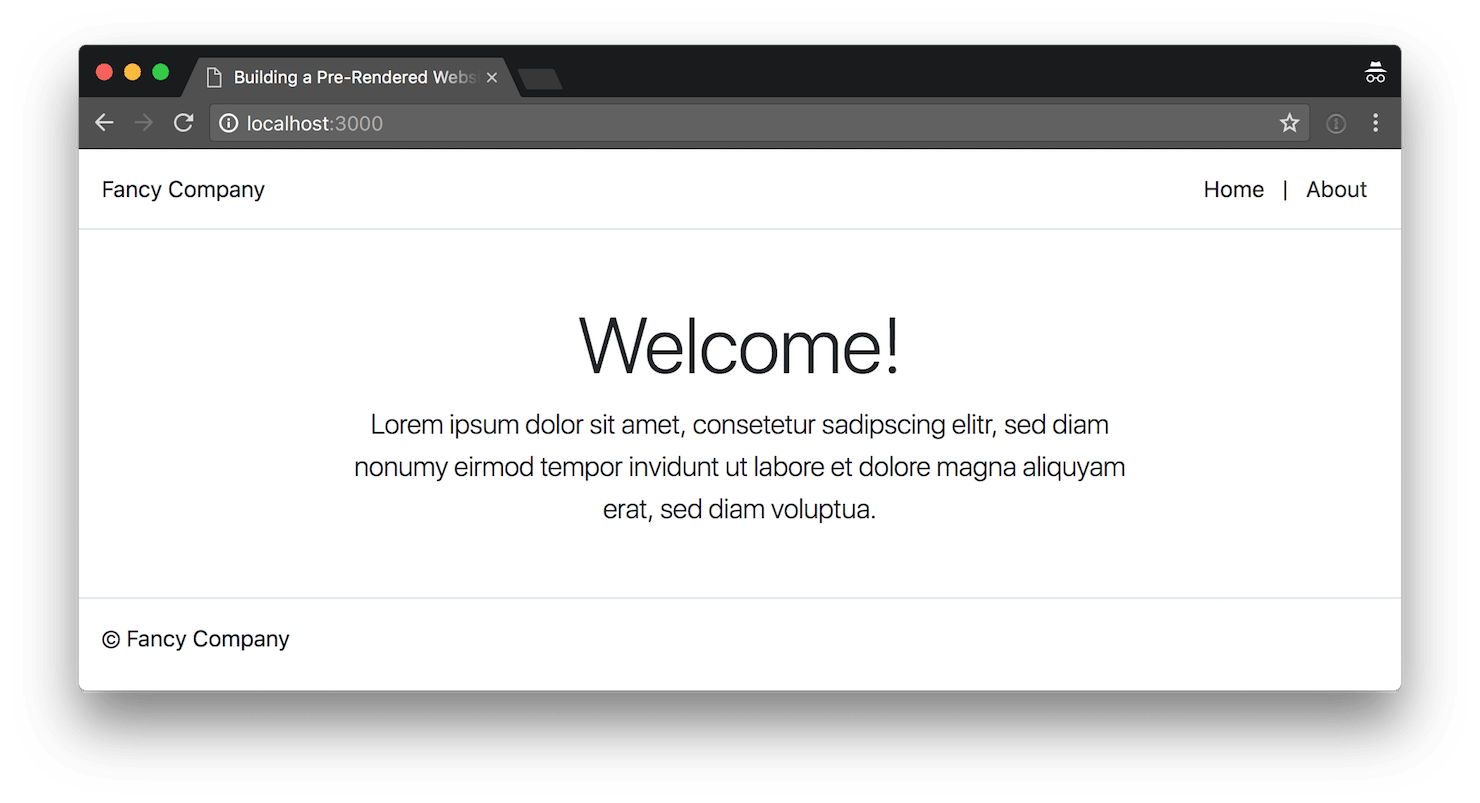 Building a Pre-Rendered Webs
localhost:3000
Fancy Company
Home | About
Welcome!
Lorem ipsum dolor sit amet, consetetur sadipscing elitr, sed diam
nonumy eirmod tempor invidunt ut labore et dolore magna aliquyam
erat, sed diam voluptua.
© Fancy Company